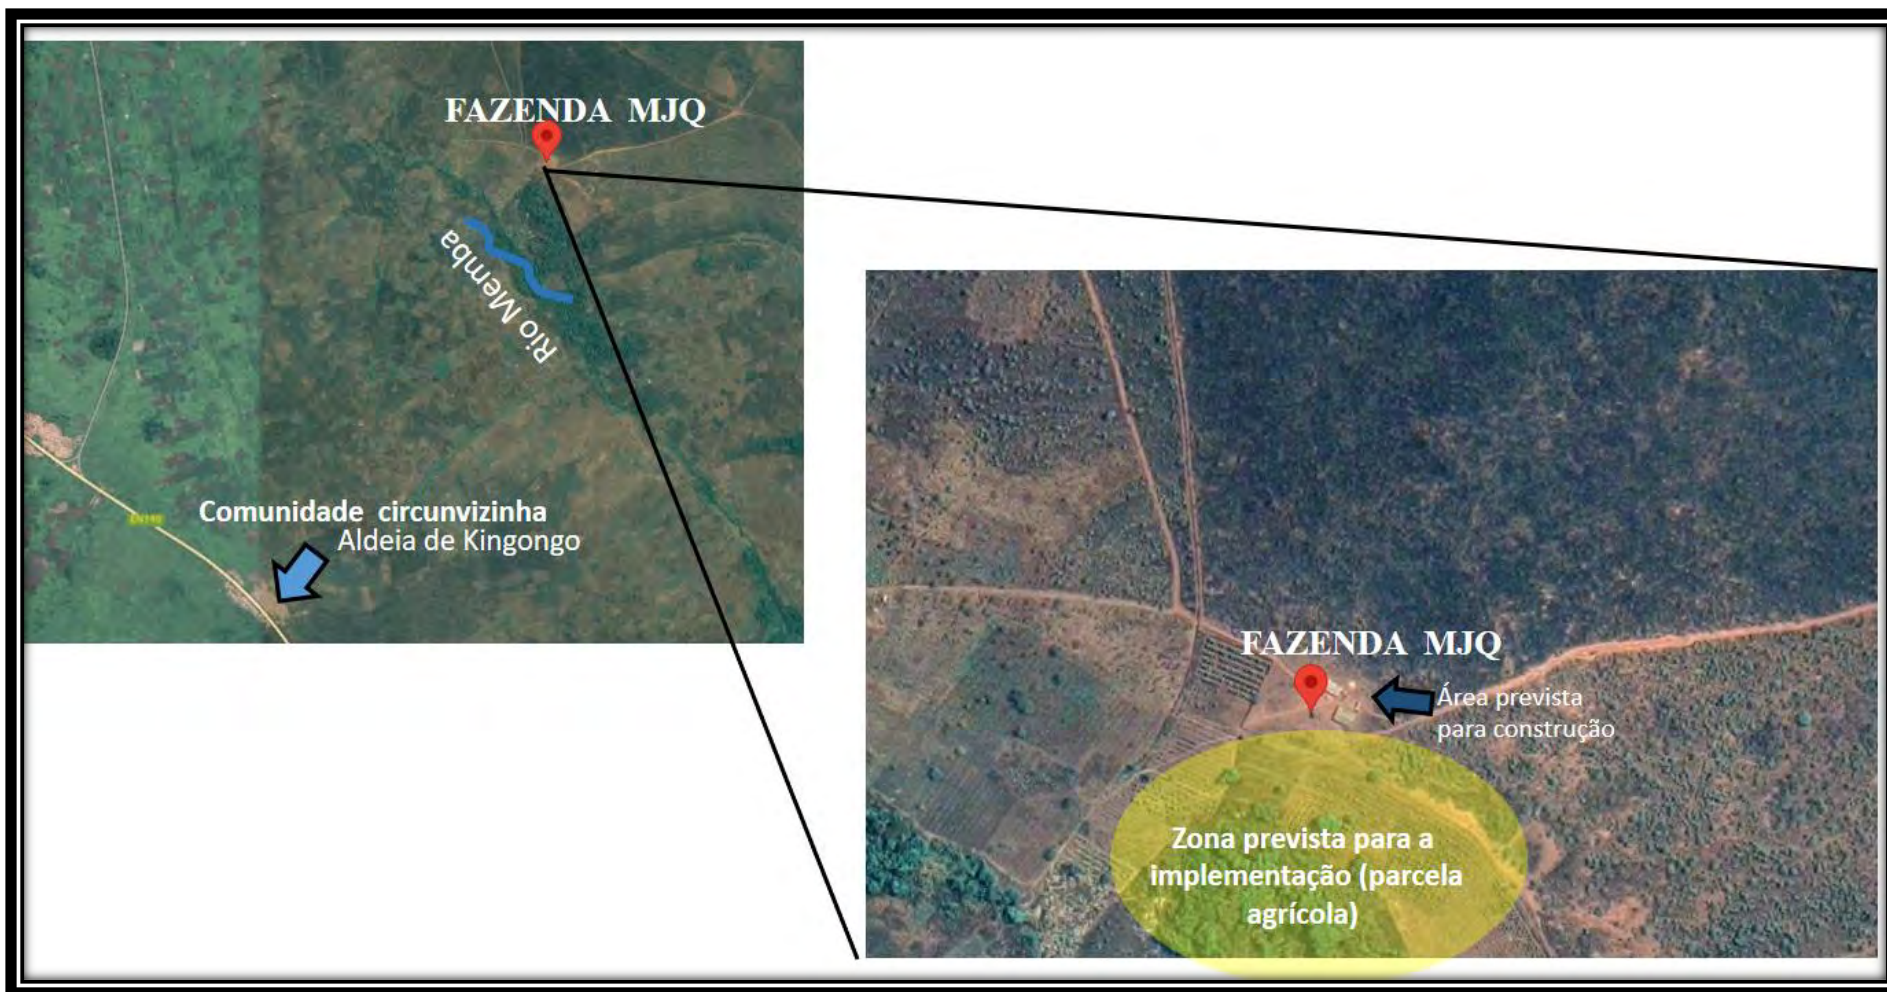 FAZENDA MJQ
Rio Memba
Comunidade circunvizinha
Aldeia de Kingongo
FAZENDA MJQ
Área prevista
para construção
Zona prevista para a
implementação (parcela
agrícola)